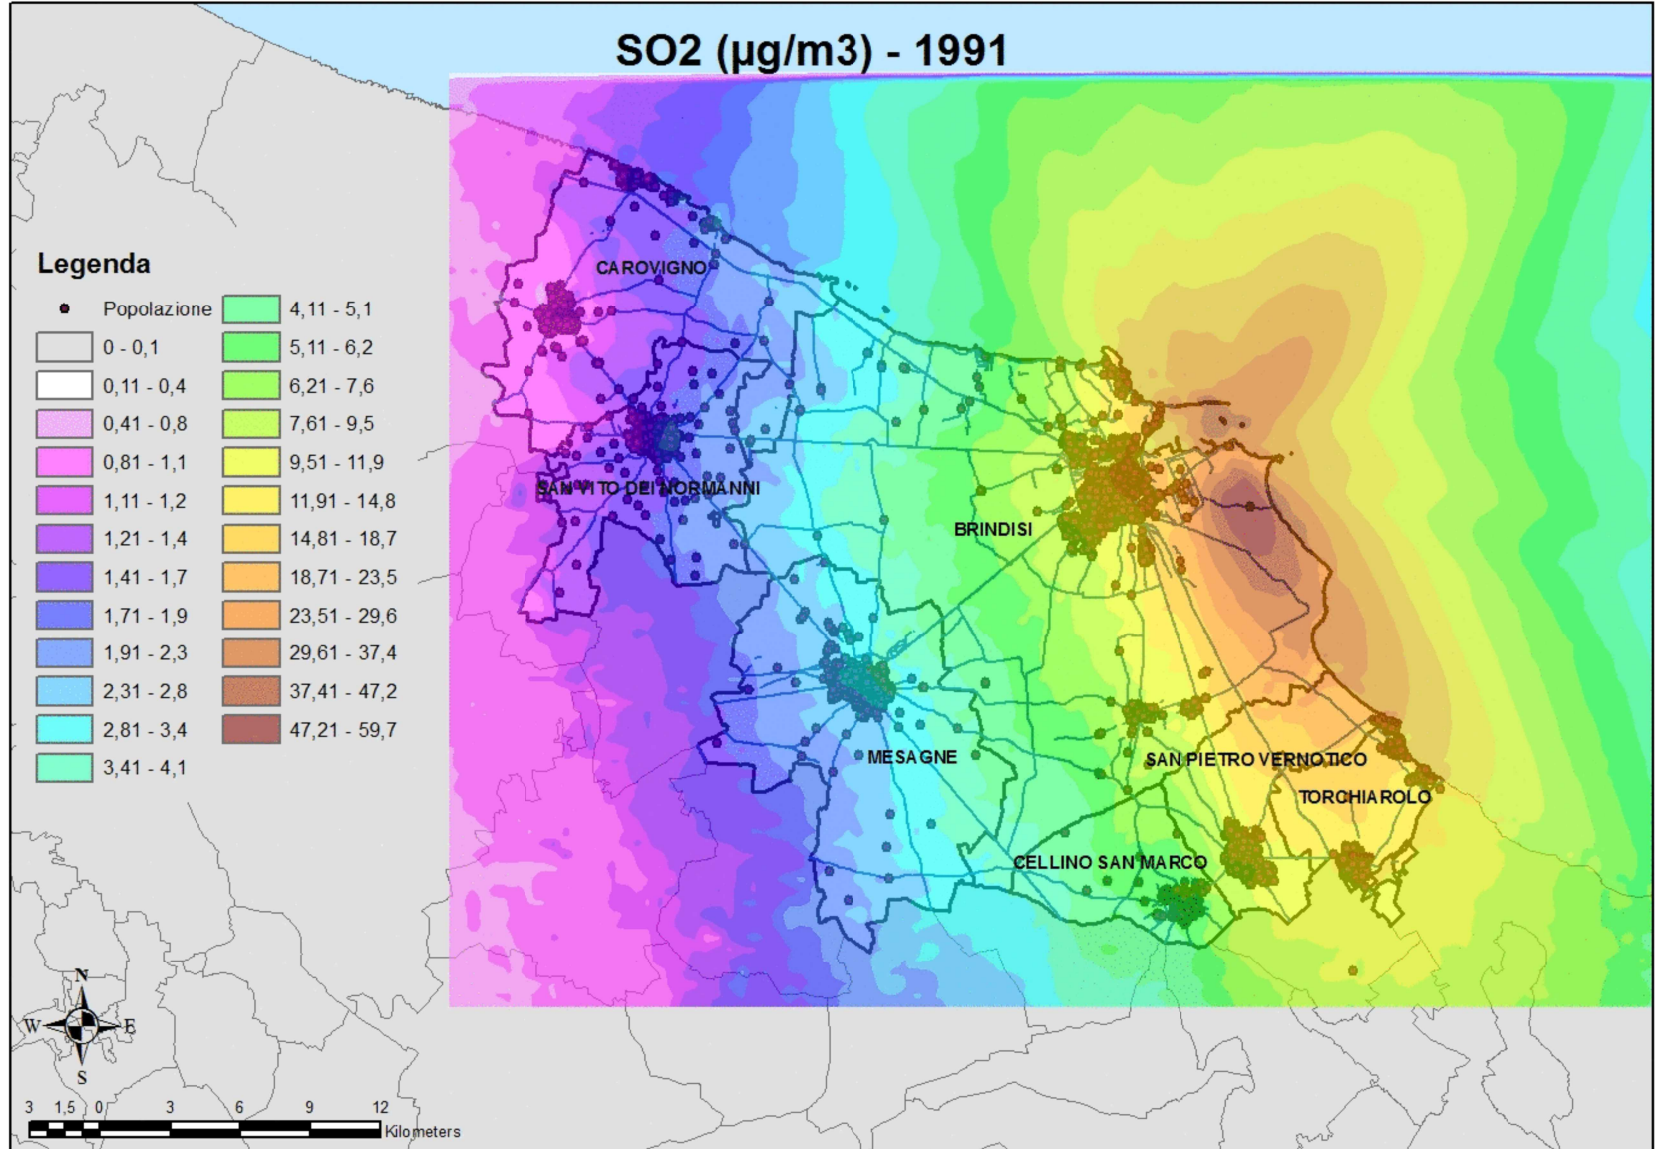 SO2 (µg/m3) - 1991
Legenda
Popolazione
0 - 0,1
0,11 - 0,4
0,41 - 0,8
0,81 - 1,1
1,11 - 1,2
1,21 - 1,4
1,41 - 1,7
1,71 - 1,9
1,91 - 2,3
2,31 - 2,8
2,81 - 3,4
3,41 - 4,1
4,11 - 5,1
5,11 - 6,2
6,21 - 7,6
7,61 - 9,5
9,51 - 11,9
11,91 - 14,8
14,81 - 18,7
18,71 - 23,5
23,51 - 29,6
29,61 - 37,4
37,41 - 47,2
47,21 - 59,7
CAROVIGNO
SAN VITO DEI NORMANNI
BRINDISI
MESAGNE
SAN PIETRO VERNOTICO
TORCHIAROLO
CELLINO SAN MARCO
N
W E
S
3 1,5 0 3 6 9 12
Kilometers